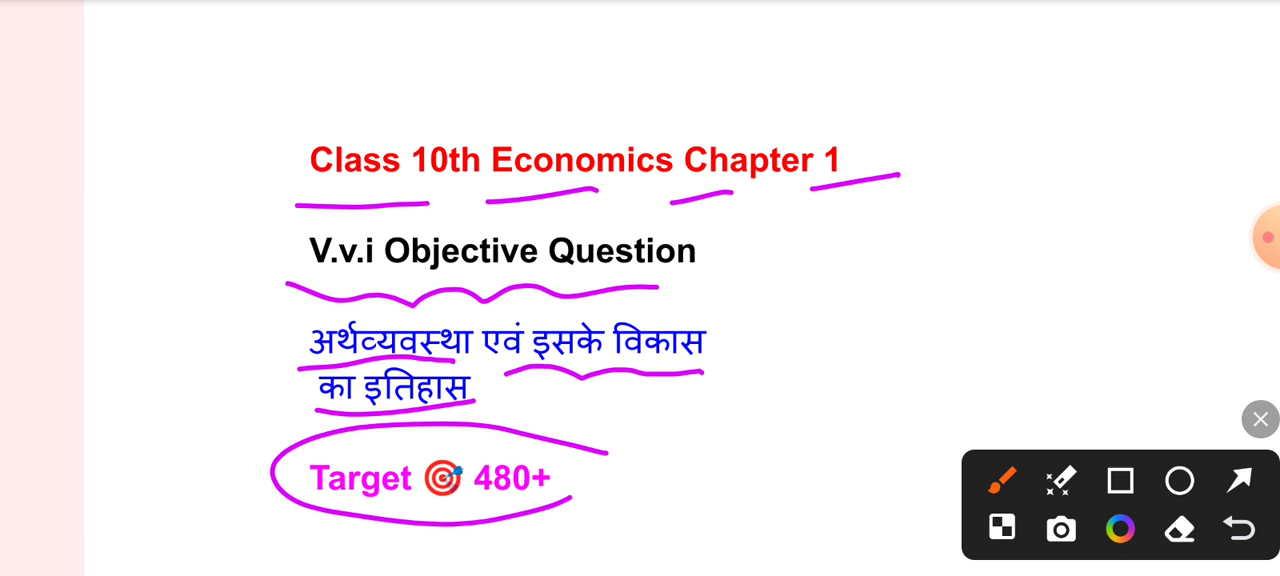 Class 10th Economics Chapter 1
V.v.i Objective Question
अर्थव्यवस्था एवं इसके विकास
का इतिहास
Target 🎯 480+